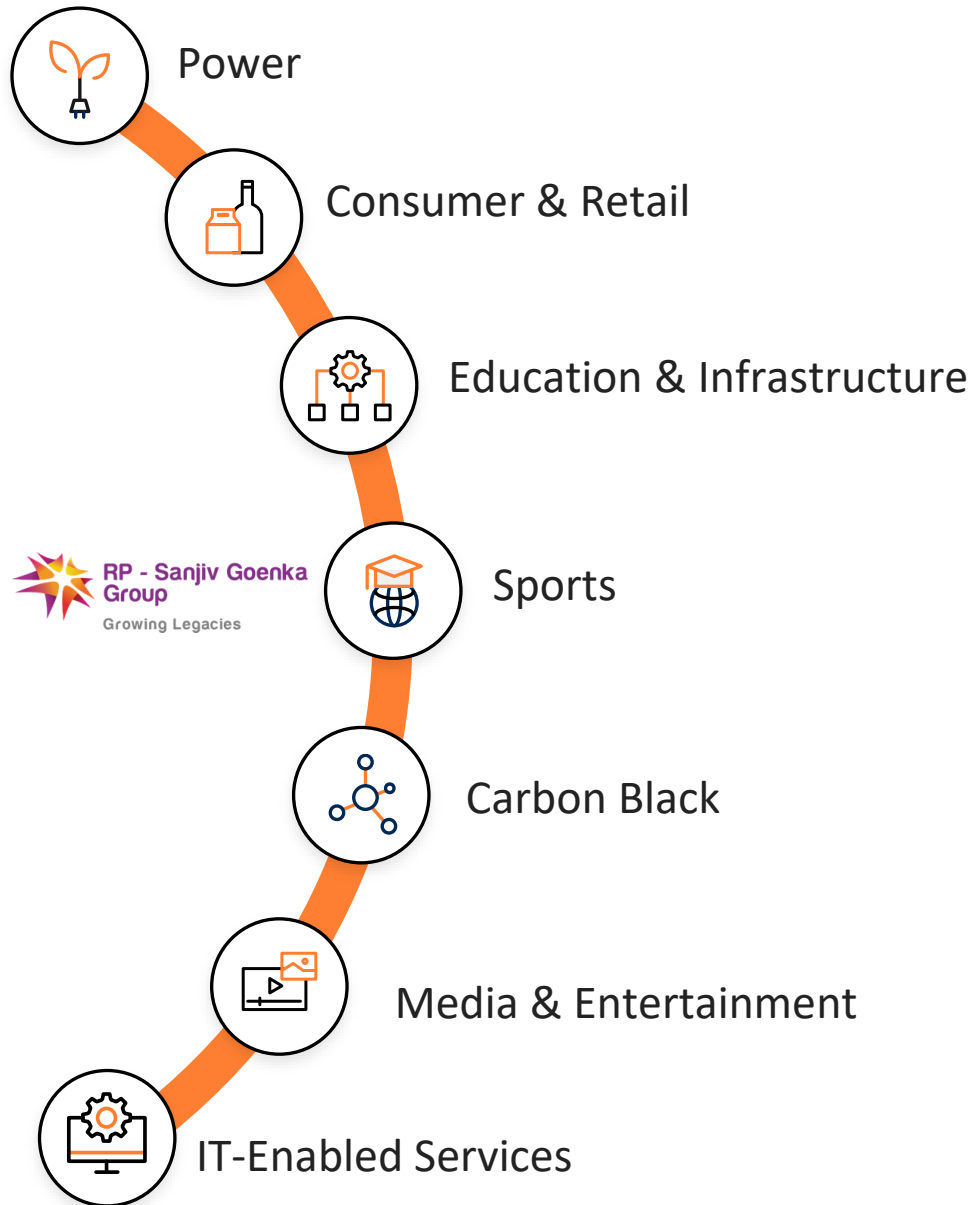 Power
Consumer & Retail
Education & Infrastructure
RP - Sanjiv Goenka
Group
Growing Legacies
Sports
Carbon Black
Media & Entertainment
IT-Enabled Services